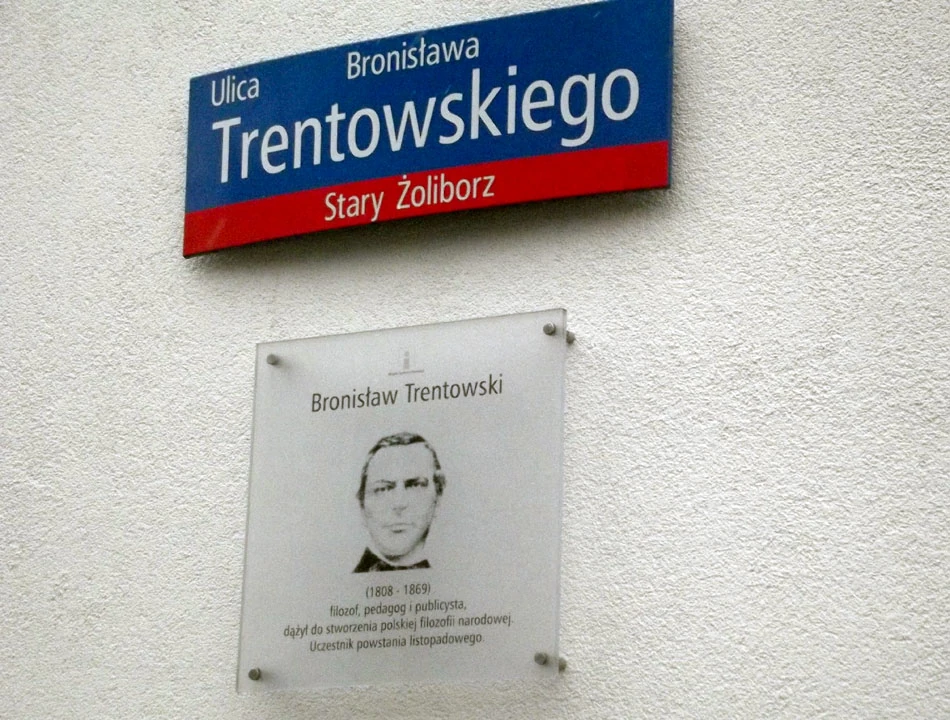 Ulica Bronisława
Trentowskiego
Stary Żoliborz
Bronisław Trentowski
(1808 - 1869)
filozof, pedagog i publicysta,
dążył do stworzenia polskiej filozofii narodowej.
Uczestnik powstania listopadowego.